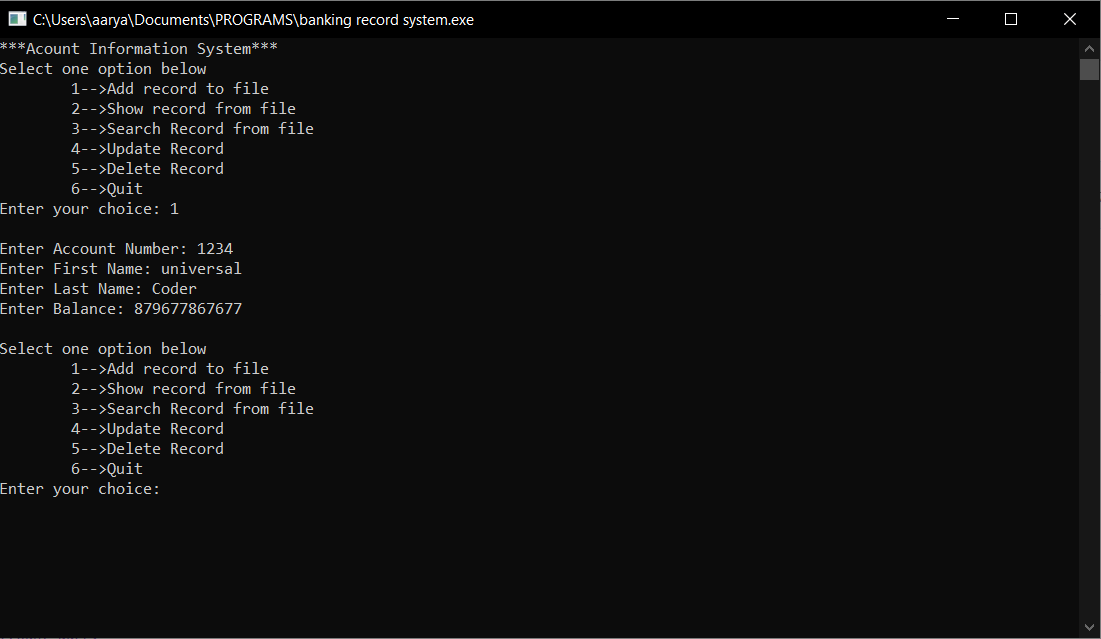 C:\Users\aarya\Documents\PROGRAMS\banking record system.exe
***Acount Information System***
Select one option below
        1-->Add record to file
        2-->Show record from file
        3-->Search Record from file
        4-->Update Record
        5-->Delete Record
        6-->Quit
Enter your choice: 1
Enter Account Number: 1234
Enter First Name: universal
Enter Last Name: Coder
Enter Balance: 879677867677
Select one option below
        1-->Add record to file
        2-->Show record from file
        3-->Search Record from file
        4-->Update Record
        5-->Delete Record
        6-->Quit
Enter your choice: